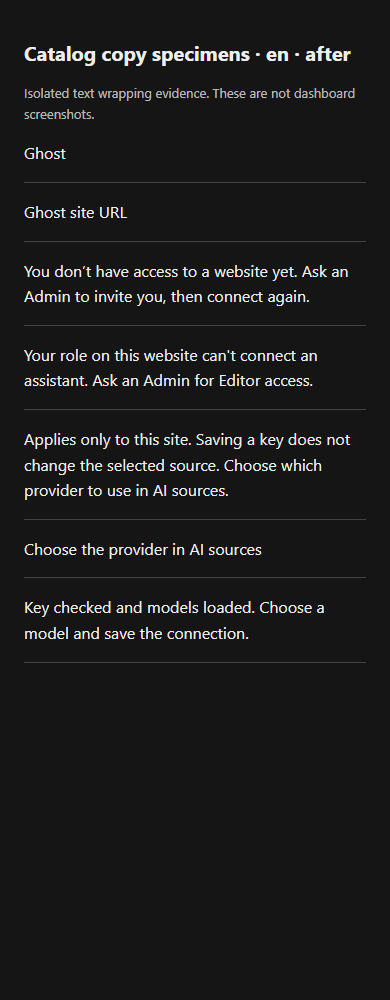 Catalog copy specimens · en · after
Isolated text wrapping evidence. These are not dashboard
screenshots.
Ghost
Ghost site URL
You don’t have access to a website yet. Ask an
Admin to invite you, then connect again.
Your role on this website can't connect an
assistant. Ask an Admin for Editor access.
Applies only to this site. Saving a key does not
change the selected source. Choose which
provider to use in AI sources.
Choose the provider in AI sources
Key checked and models loaded. Choose a
model and save the connection.